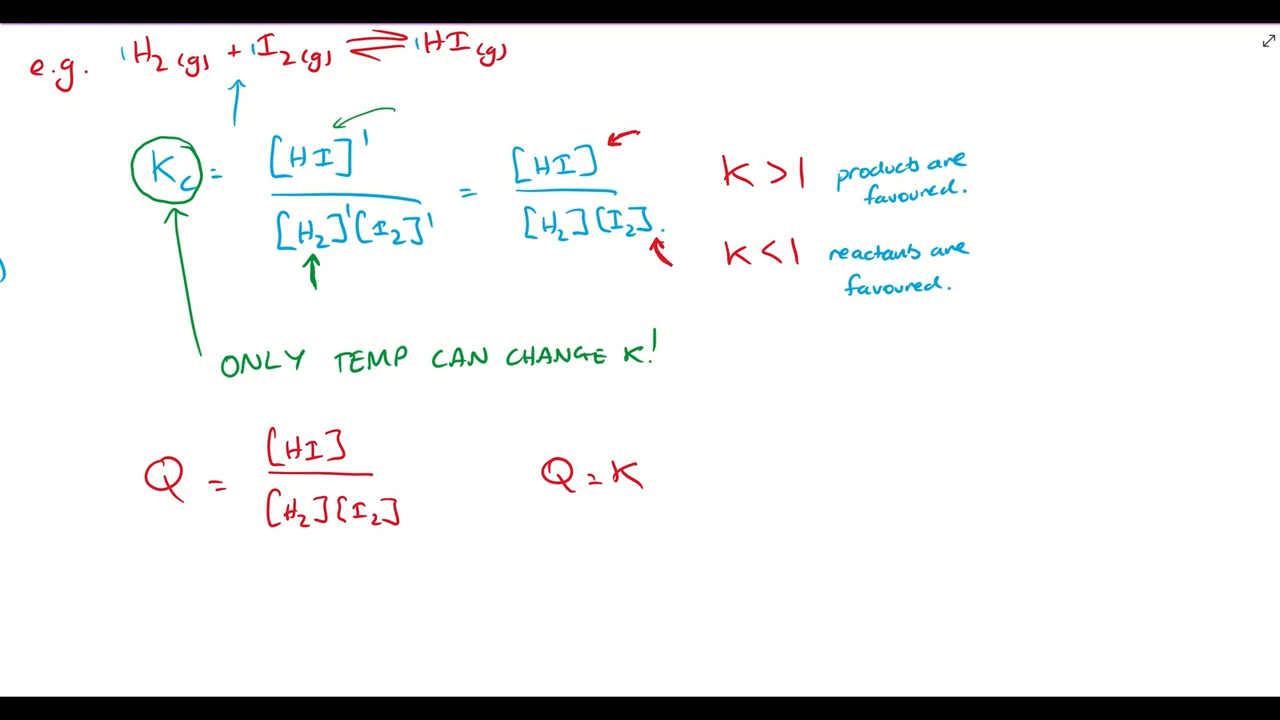 e.g. 1H₂(g) + 1I₂(g) ⇌ 1HI(g)
Kc = [HI]¹ / [H₂]¹[I₂]¹ = [HI] / [H₂][I₂].
K > 1 products are
favoured.
K < 1 reactants are
favoured.
ONLY TEMP CAN CHANGE K!
Q = [HI] / [H₂][I₂]
Q = K